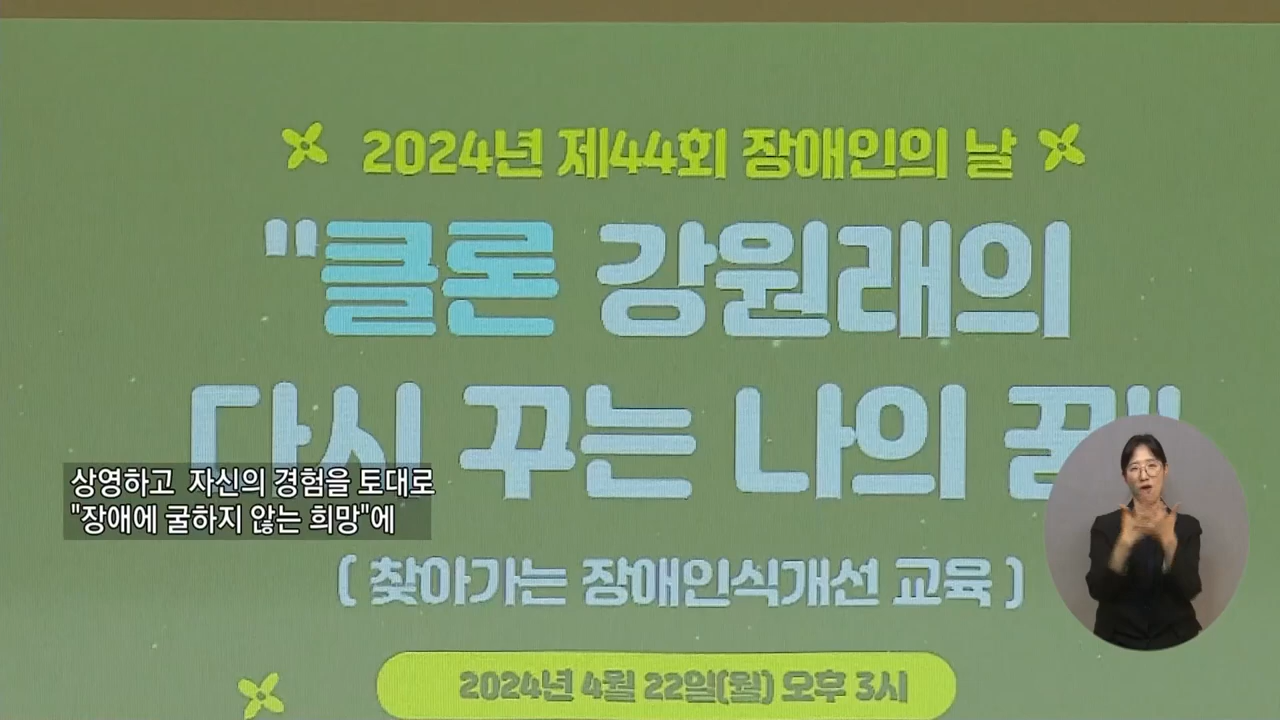 2024년 제44회 장애인의 날
"클론 강원래의
다시 꾸는 나의 꿈"
상영하고 자신의 경험을 토대로
"장애에 굴하지 않는 희망"에
( 찾아가는 장애인식개선 교육 )
2024년 4월 22일(월) 오후 3시